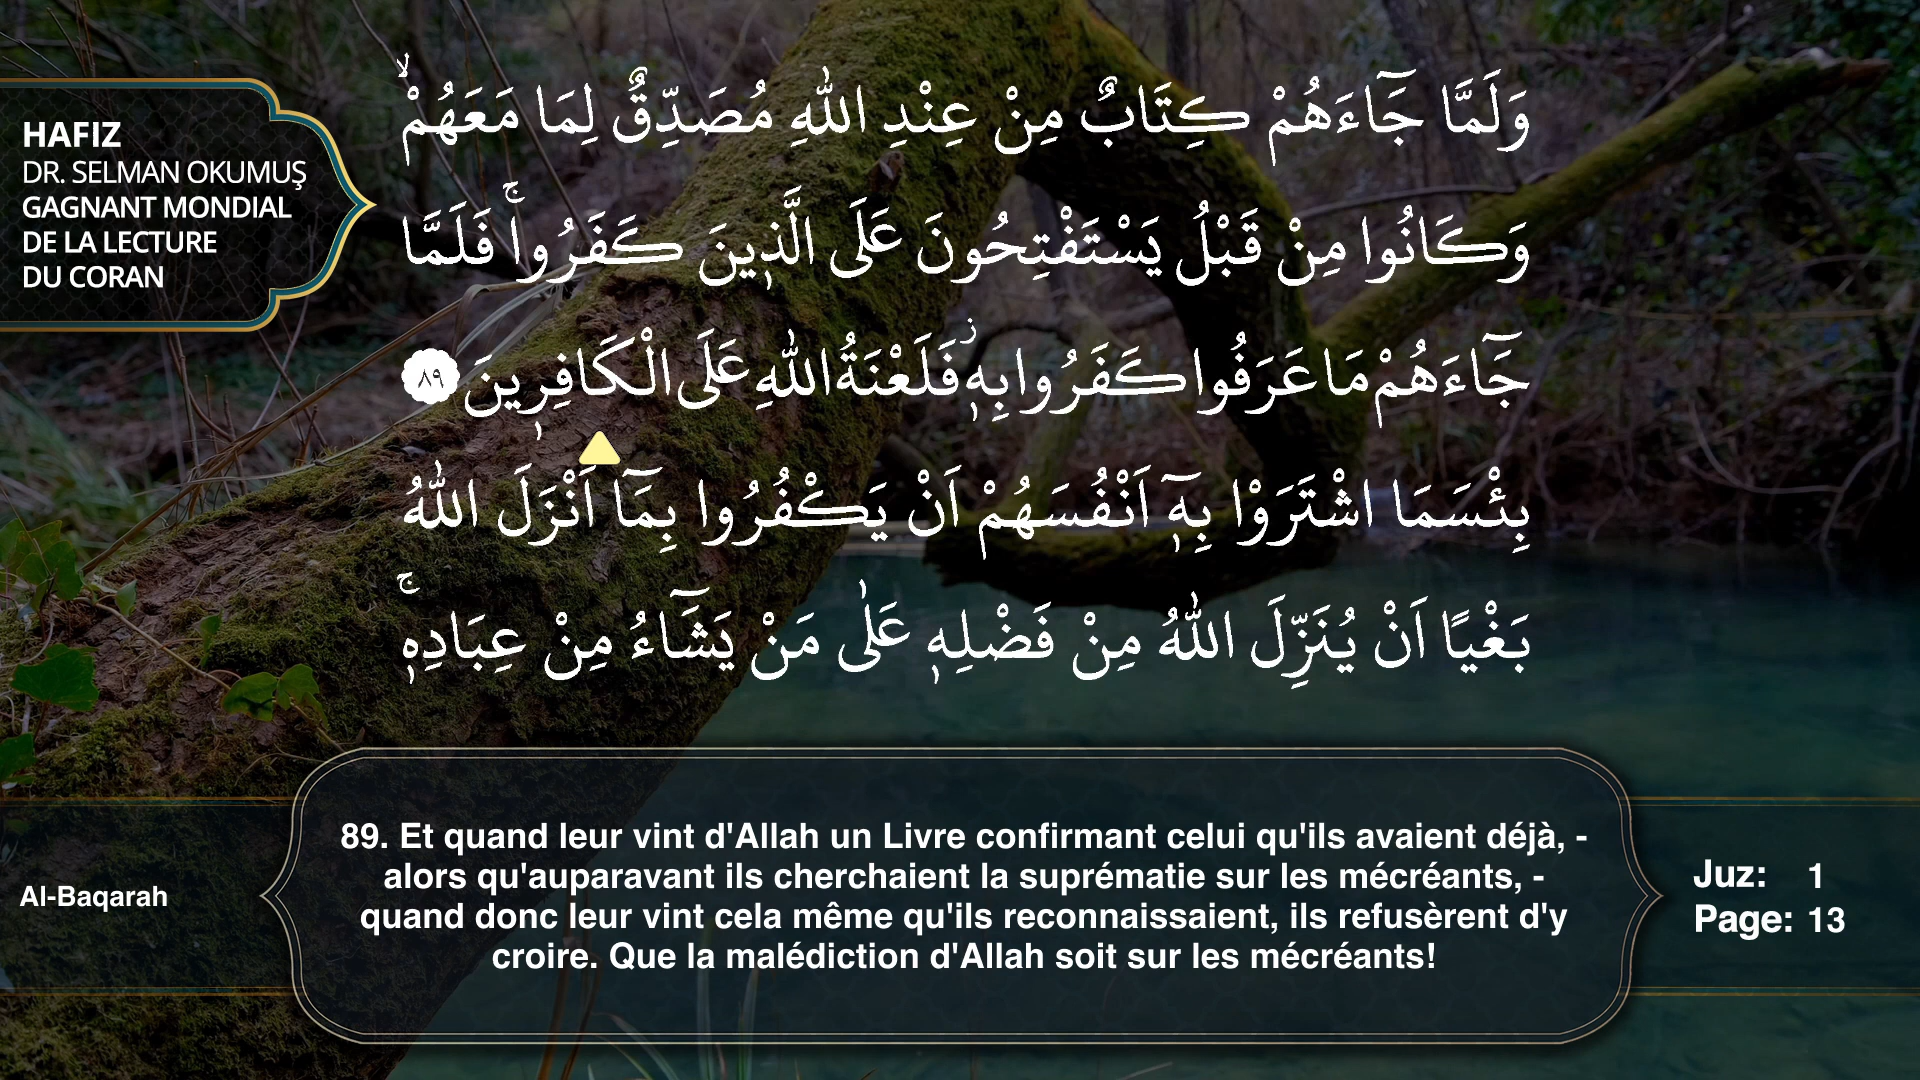 HAFIZ
DR. SELMAN OKUMUŞ
GAGNANT MONDIAL
DE LA LECTURE
DU CORAN
وَلَمَّا جَٓاءَهُمْ كِتَابٌ مِنْ عِنْدِ اللّٰهِ مُصَدِّقٌ لِمَا مَعَهُمْۙ
وَكَانُوا مِنْ قَبْلُ يَسْتَفْتِحُونَ عَلَى الَّذ۪ينَ كَفَرُواۚ فَلَمَّا
جَٓاءَهُمْ مَا عَرَفُوا كَفَرُوا بِه۪ۘ فَلَعْنَةُ اللّٰهِ عَلَى الْكَافِر۪ينَ ٨٩
بِئْسَمَا اشْتَرَوْا بِه۪ٓ اَنْفُسَهُمْ اَنْ يَكْفُرُوا بِمَٓا اَنْزَلَ اللّٰهُ
بَغْيًا اَنْ يُنَزِّلَ اللّٰهُ مِنْ فَضْلِه۪ عَلٰى مَنْ يَشَٓاءُ مِنْ عِبَادِه۪ۚ
89. Et quand leur vint d'Allah un Livre confirmant celui qu'ils avaient déjà, -
alors qu'auparavant ils cherchaient la suprématie sur les mécréants, -
quand donc leur vint cela même qu'ils reconnaissaient, ils refusèrent d'y
croire. Que la malédiction d'Allah soit sur les mécréants!
Al-Baqarah
Juz: 1
Page: 13